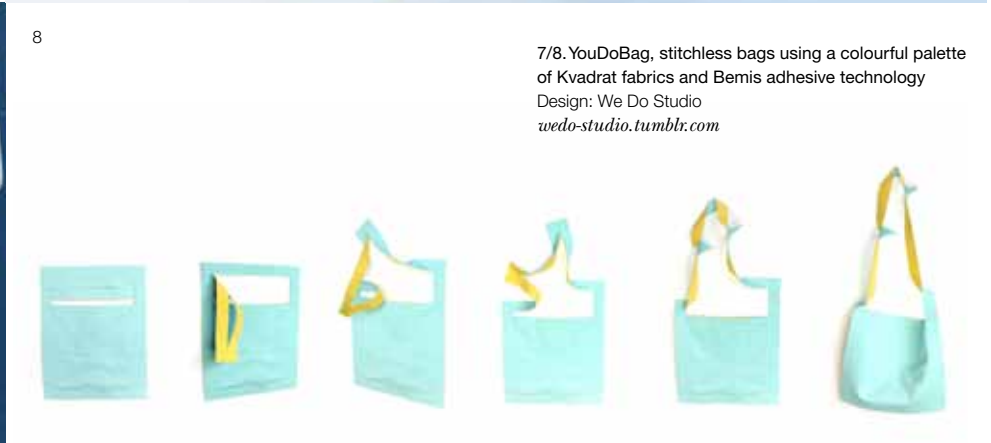 8
7/8. YouDoBag, stitchless bags using a colourful palette
of Kvadrat fabrics and Bemis adhesive technology
Design: We Do Studio
wedo-studio.tumblr.com